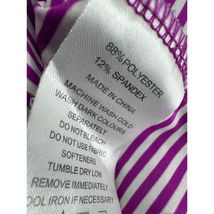 88% POLYESTER
12% SPANDEX
MADE IN CHINA
MACHINE WASH COLD
WASH DARK COLOURS
SEPARATELY
DO NOT BLEACH
DO NOT USE FABRIC
SOFTENERS
TUMBLE DRY LOW
REMOVE IMMEDIATELY
COOL IRON IF NECESSARY